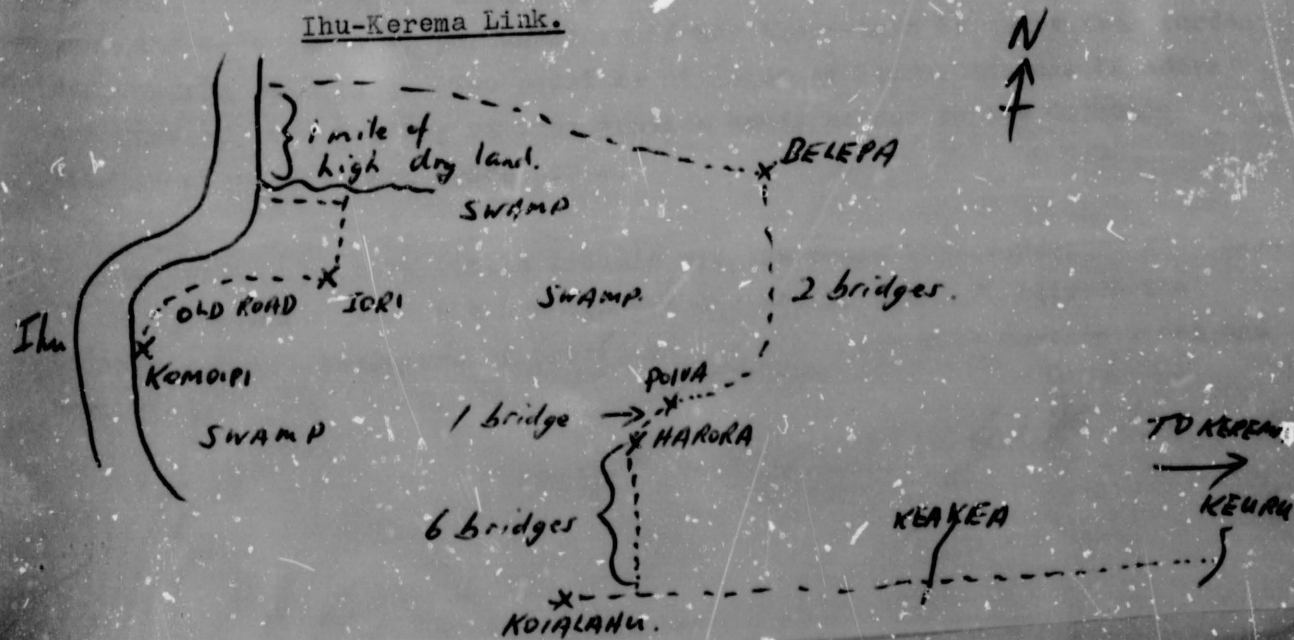 Ihu-Kerema Link.
N
1 mile of
high dry land.
BELEPA
SWAMP
OLD ROAD
IORI
SWAMP.
2 bridges.
Ihu
KOMOIPI
POIVA
1 bridge
HARORA
SWAMP
TO KEREMA
6 bridges
KEAKEA
KEURU
KOIALAHU.